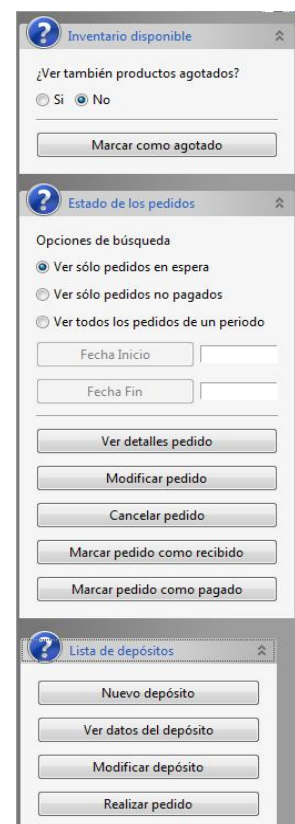 Inventario disponible
¿Ver también productos agotados?
Si No
Marcar como agotado
Estado de los pedidos
Opciones de búsqueda
Ver sólo pedidos en espera
Ver sólo pedidos no pagados
Ver todos los pedidos de un periodo
Fecha Inicio
Fecha Fin
Ver detalles pedido
Modificar pedido
Cancelar pedido
Marcar pedido como recibido
Marcar pedido como pagado
Lista de depósitos
Nuevo depósito
Ver datos del depósito
Modificar depósito
Realizar pedido